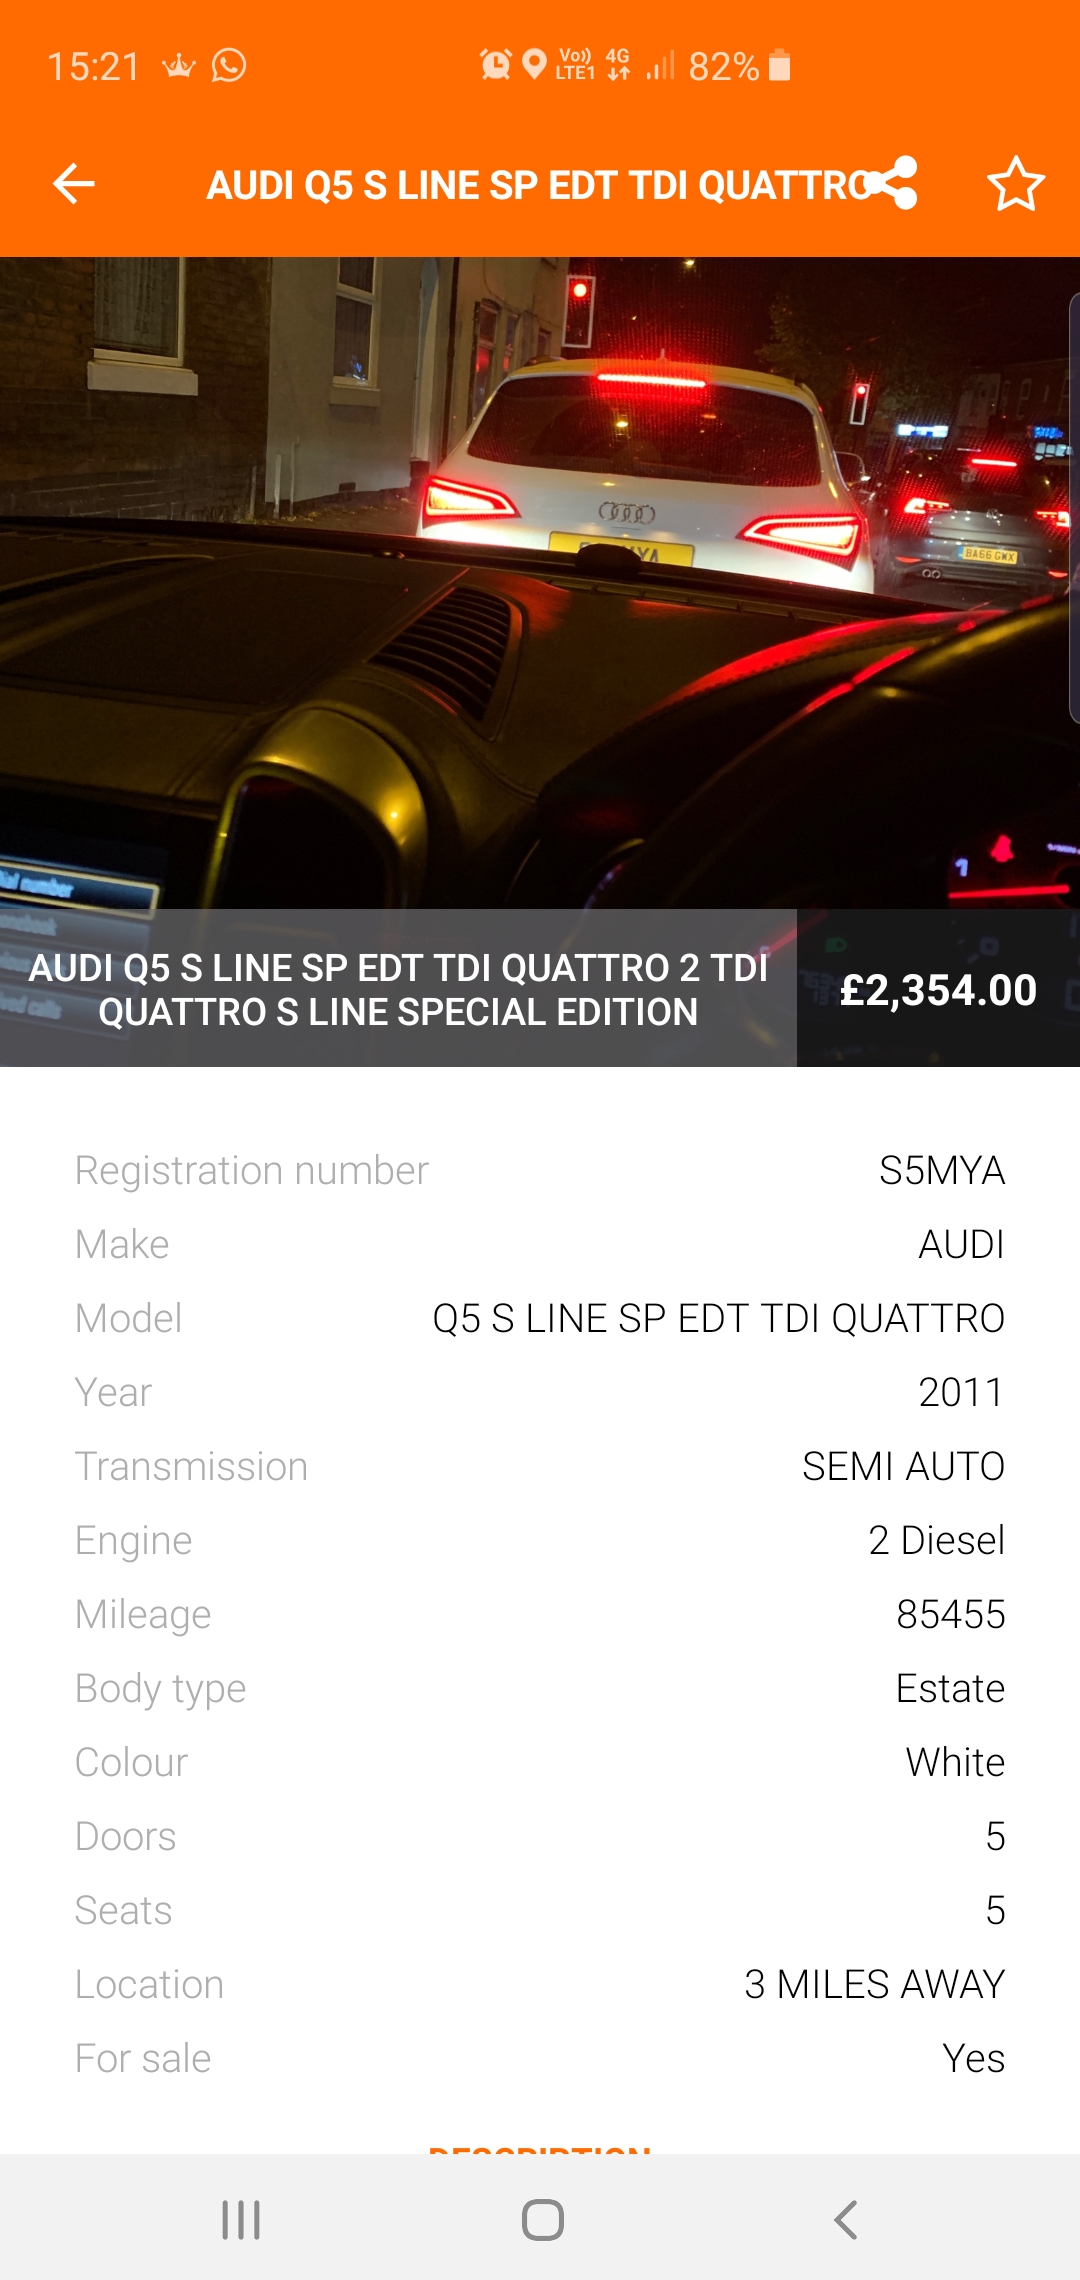 15:21 Vo)) LTE1 4G 82%
AUDI Q5 S LINE SP EDT TDI QUATTRO
BA66 GWX
AUDI Q5 S LINE SP EDT TDI QUATTRO 2 TDI
QUATTRO S LINE SPECIAL EDITION
£2,354.00
Registration number S5MYA
Make AUDI
Model Q5 S LINE SP EDT TDI QUATTRO
Year 2011
Transmission SEMI AUTO
Engine 2 Diesel
Mileage 85455
Body type Estate
Colour White
Doors 5
Seats 5
Location 3 MILES AWAY
For sale Yes
DESCRIPTION